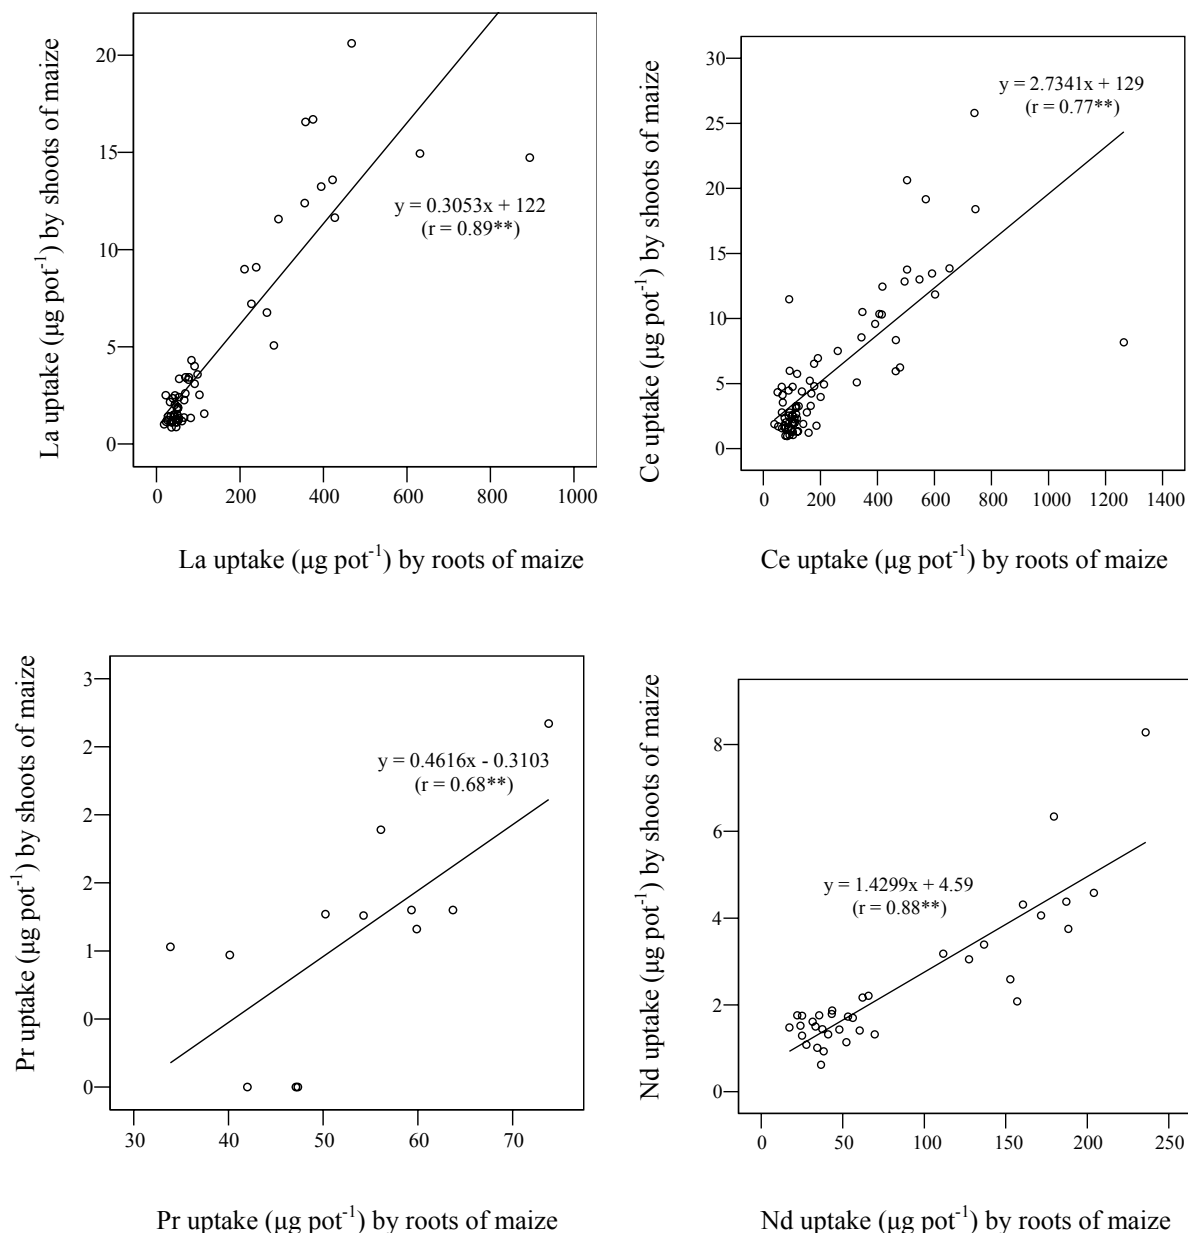 La uptake (µg pot⁻¹) by shoots of maize
20
15
10
5
0
y = 0.3053x + 122
(r = 0.89**)
0 200 400 600 800 1000
La uptake (µg pot⁻¹) by roots of maize
Ce uptake (µg pot⁻¹) by shoots of maize
30
25
20
15
10
5
0
y = 2.7341x + 129
(r = 0.77**)
0 200 400 600 800 1000 1200 1400
Ce uptake (µg pot⁻¹) by roots of maize
Pr uptake (µg pot⁻¹) by shoots of maize
3
2
2
2
1
0
0
y = 0.4616x - 0.3103
(r = 0.68**)
30 40 50 60 70
Pr uptake (µg pot⁻¹) by roots of maize
Nd uptake (µg pot⁻¹) by shoots of maize
8
6
4
2
0
y = 1.4299x + 4.59
(r = 0.88**)
0 50 100 150 200 250
Nd uptake (µg pot⁻¹) by roots of maize